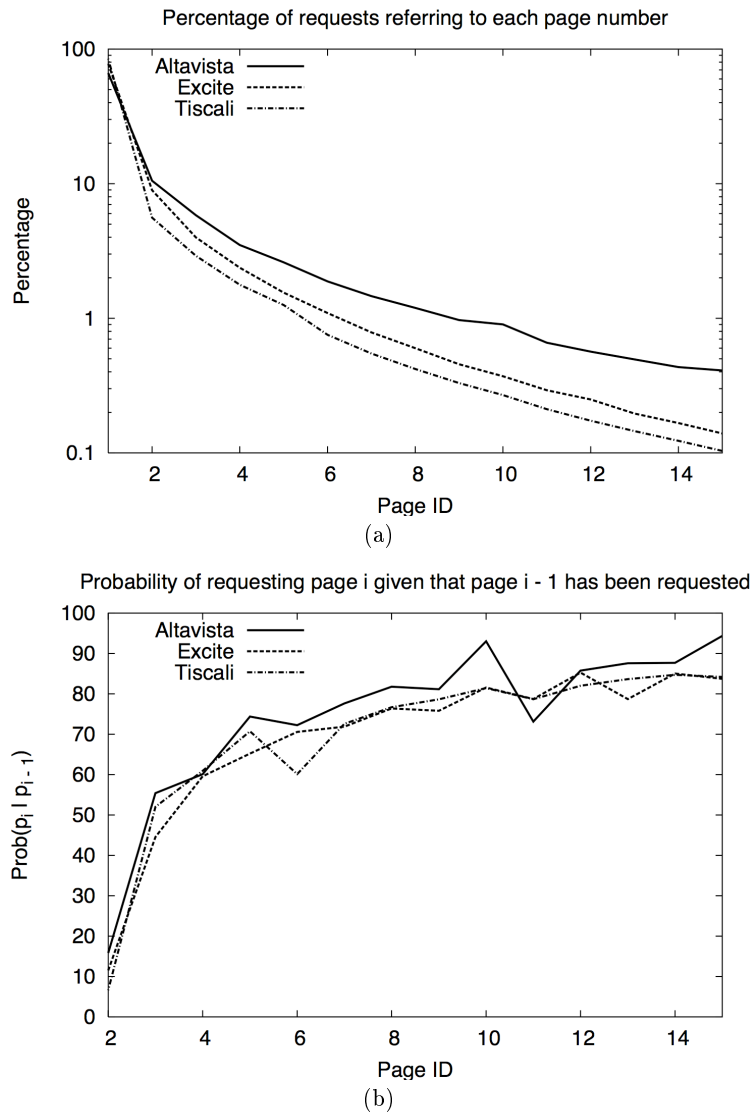 Percentage of requests referring to each page number
Altavista
Excite
Tiscali
100
10
1
0.1
Percentage
2 4 6 8 10 12 14
Page ID
(a)
Probability of requesting page i given that page i - 1 has been requested
Altavista
Excite
Tiscali
100
90
80
70
60
50
40
30
20
10
0
Prob(pi | pi - 1)
2 4 6 8 10 12 14
Page ID
(b)